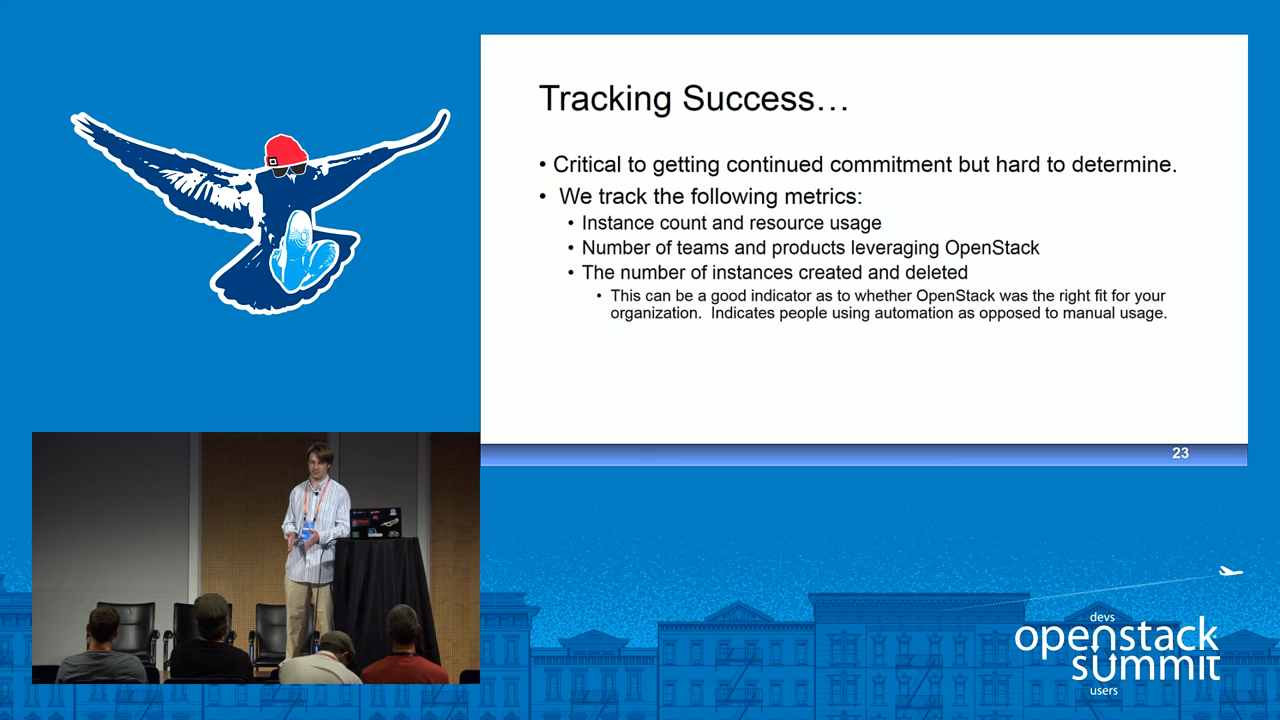 Tracking Success…
• Critical to getting continued commitment but hard to determine.
• We track the following metrics:
• Instance count and resource usage
• Number of teams and products leveraging OpenStack
• The number of instances created and deleted
• This can be a good indicator as to whether OpenStack was the right fit for your
organization. Indicates people using automation as opposed to manual usage.
23
devs
openstack
summit
users